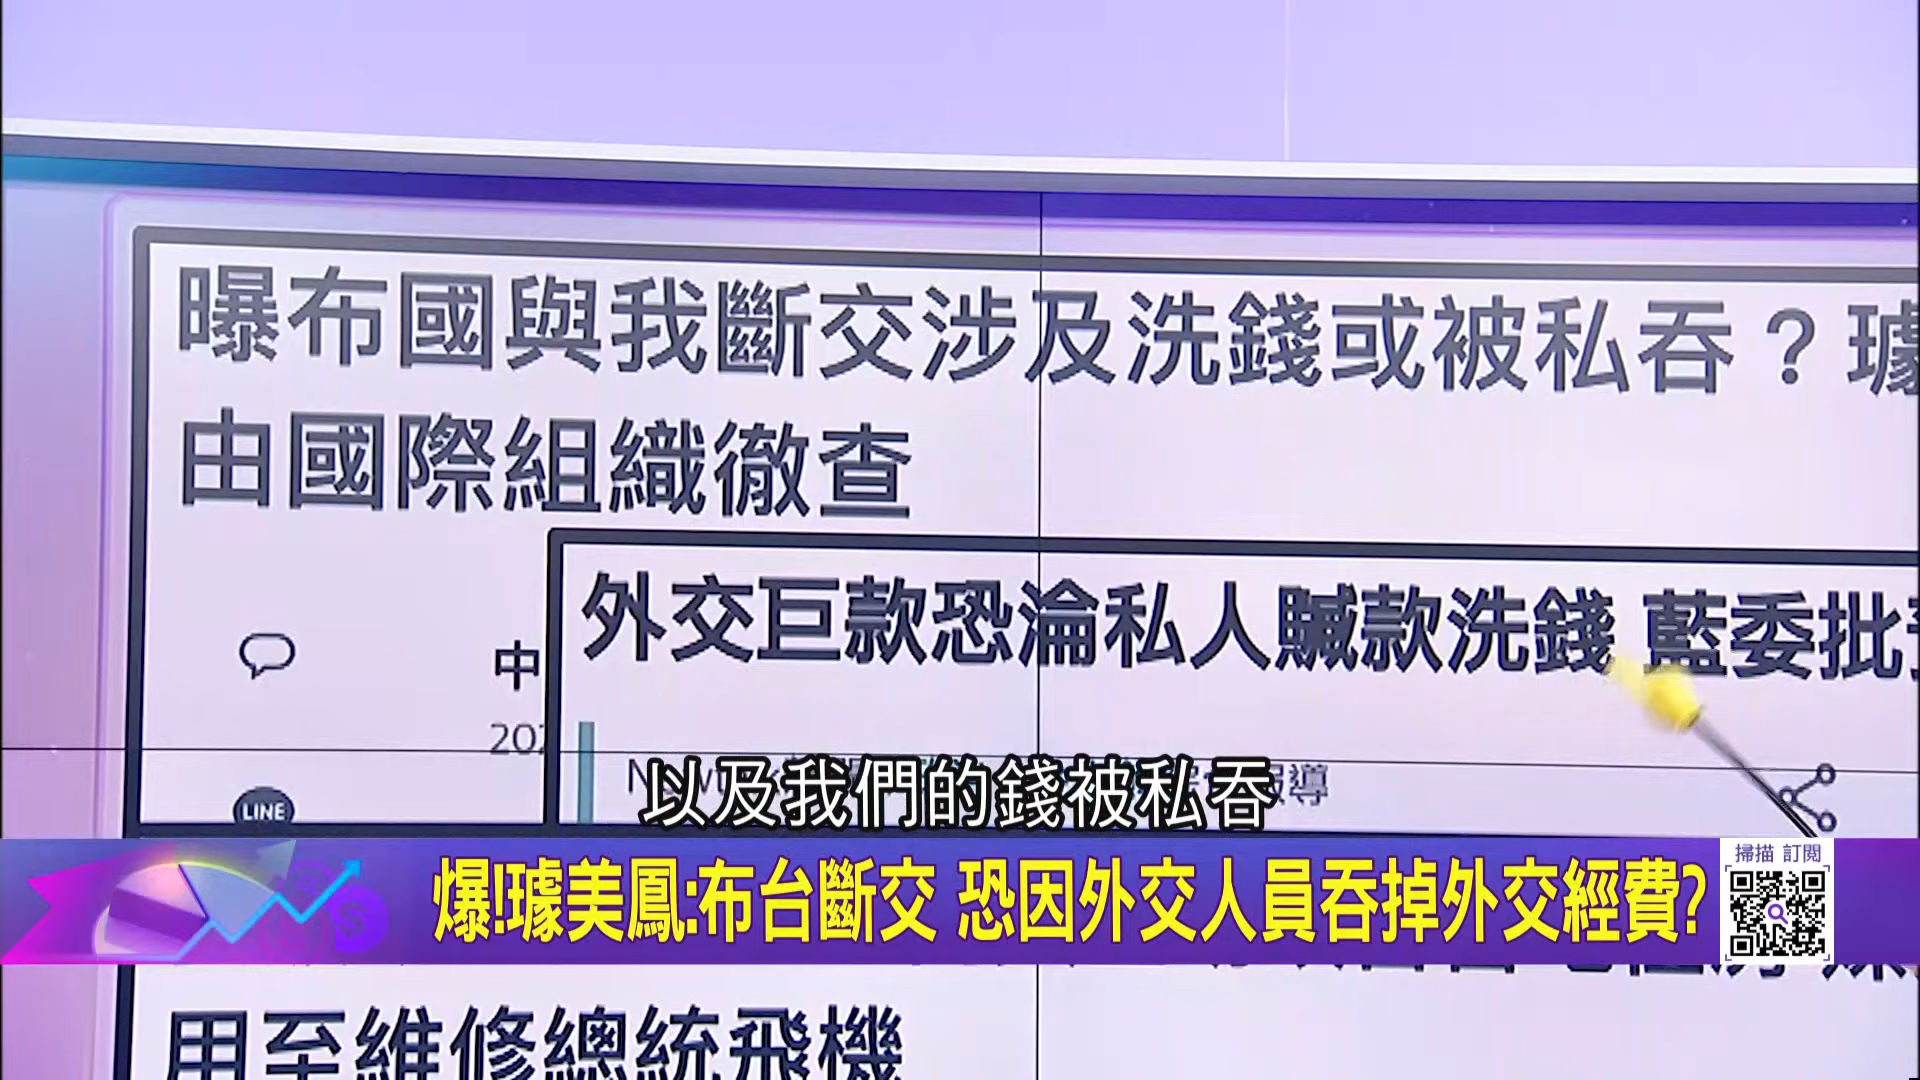 曝布國與我斷交涉及洗錢或被私吞？璩
由國際組織徹查
外交巨款恐淪私人贓款洗錢 藍委批
中
202
LINE
以及我們的錢被私吞
爆!璩美鳳:布台斷交 恐因外交人員吞掉外交經費?
掃描 訂閱
用至維修總統飛機